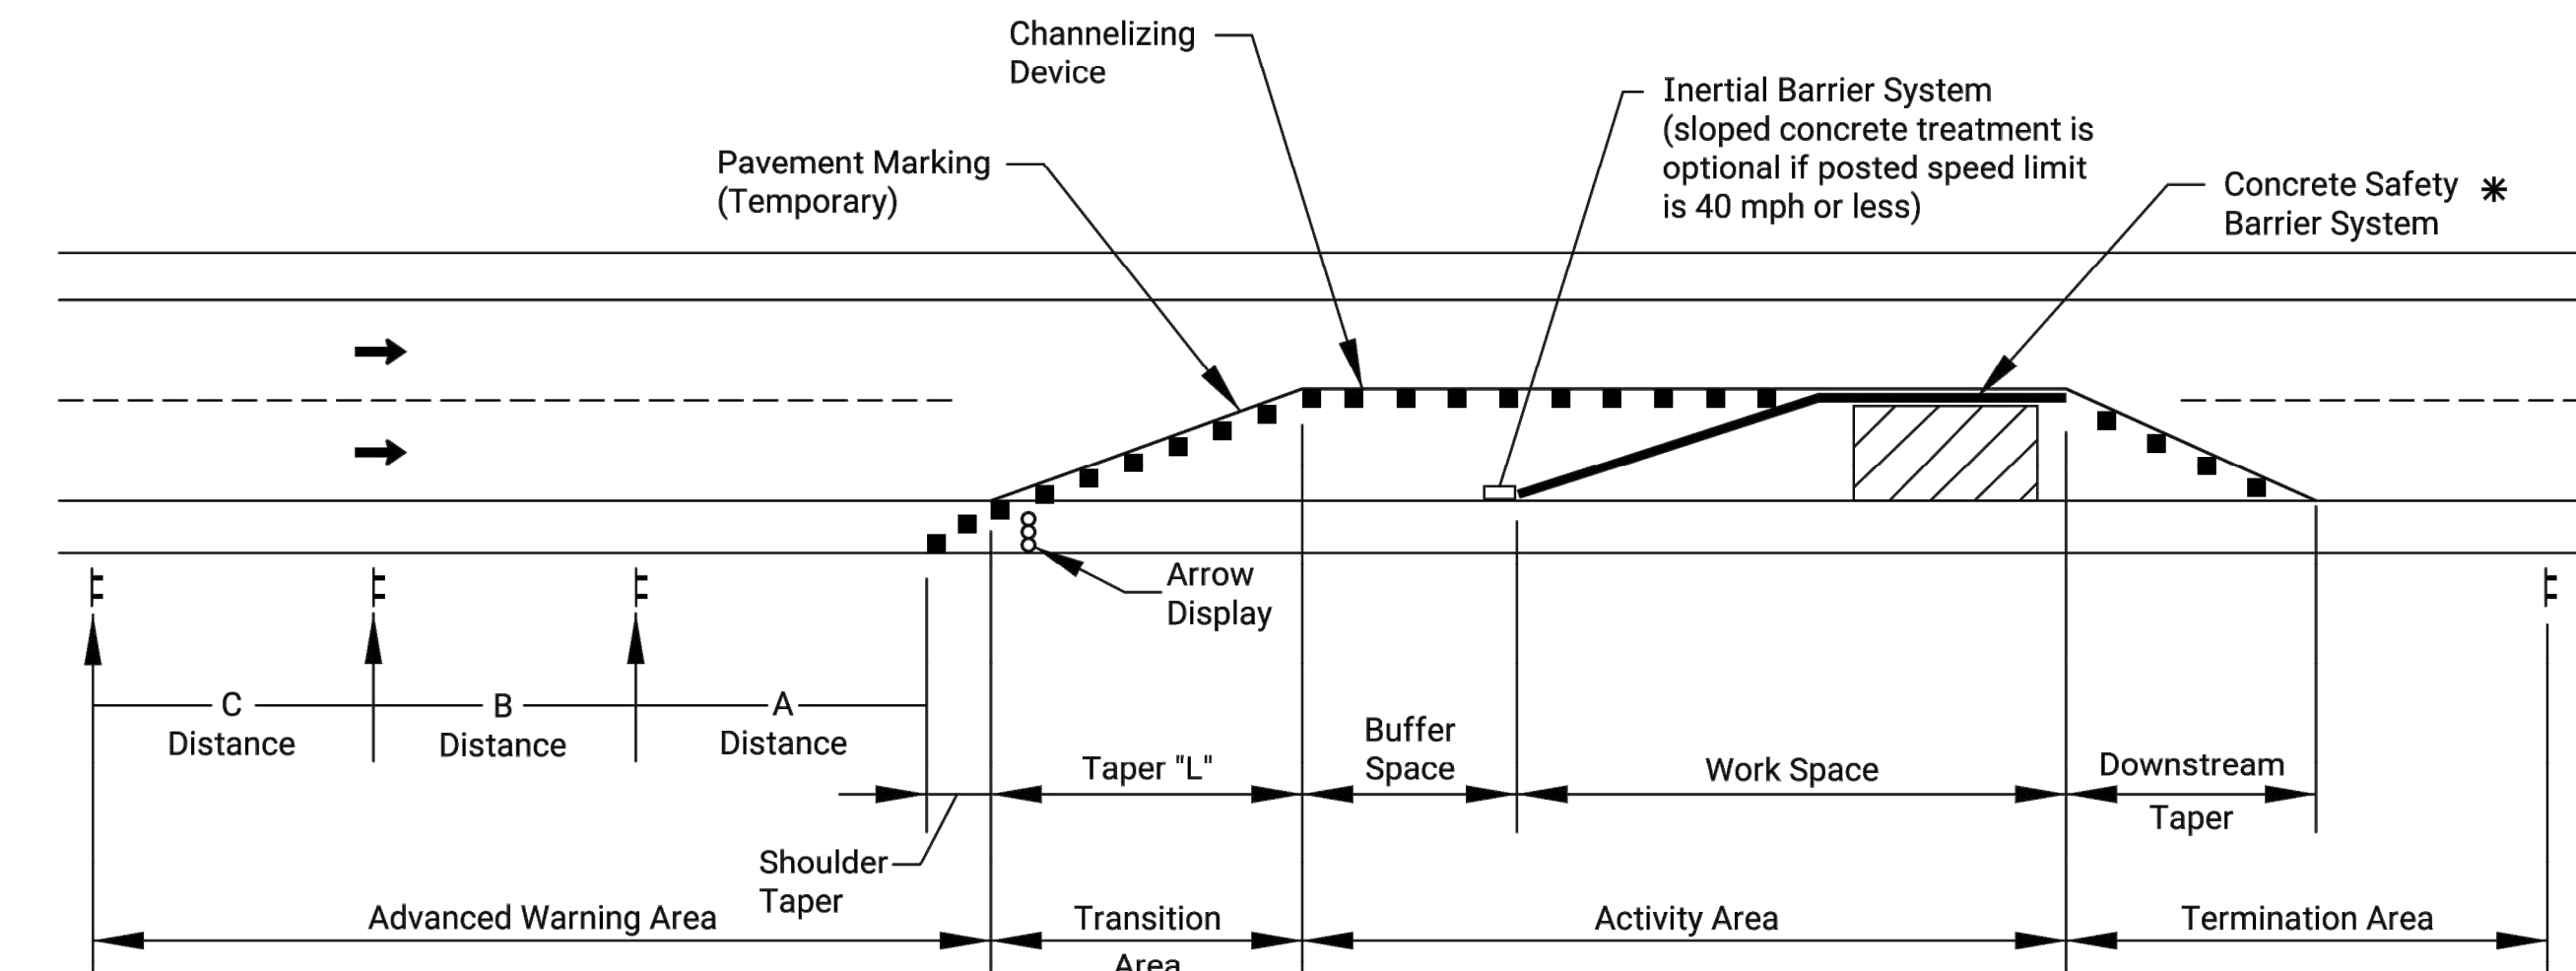 Channelizing
Device
Inertial Barrier System
(sloped concrete treatment is
optional if posted speed limit
is 40 mph or less)
Pavement Marking
(Temporary)
Concrete Safety *
Barrier System
Arrow
Display
C
Distance
B
Distance
A
Distance
Shoulder
Taper
Taper "L"
Buffer
Space
Work Space
Downstream
Taper
Advanced Warning Area
Transition
Area
Activity Area
Termination Area